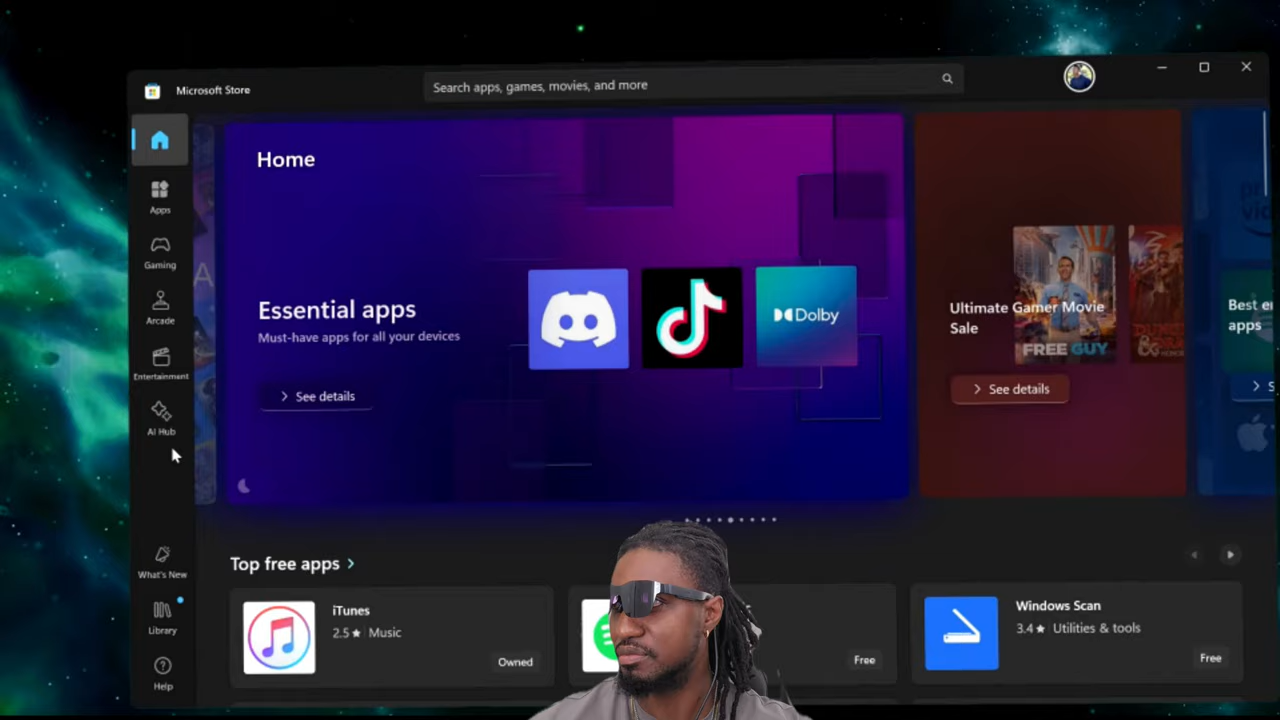 Microsoft Store
Search apps, games, movies, and more
Home
Apps
Gaming
Arcade
Entertainment
AI Hub
What's New
Library
Help
Essential apps
Must-have apps for all your devices
See details
Dolby
Ultimate Gamer Movie
Sale
FREE GUY
See details
Best en
apps
S
A
Top free apps
iTunes
2.5★ Music
Owned
Free
Windows Scan
3.4★ Utilities & tools
Free